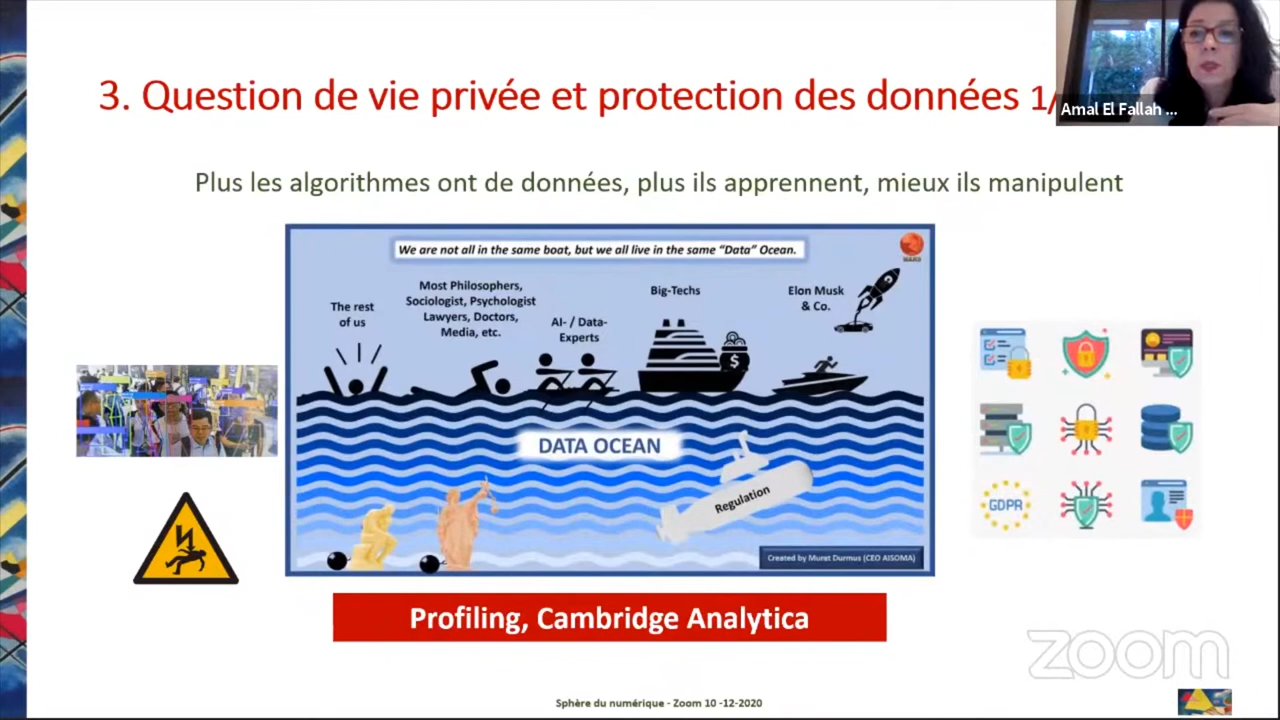 3. Question de vie privée et protection des données 1/
Amal El Fallah ...
Plus les algorithmes ont de données, plus ils apprennent, mieux ils manipulent
We are not all in the same boat, but we all live in the same “Data” Ocean.
MARS
The rest
of us
Most Philosophers,
Sociologist, Psychologist
Lawyers, Doctors,
Media, etc.
AI- / Data-
Experts
Big-Techs
$
Elon Musk
& Co.
DATA OCEAN
Regulation
Created by Murat Durmus (CEO AISOMA)
GDPR
Profiling, Cambridge Analytica
zoom
Sphère du numérique - Zoom 10 -12-2020